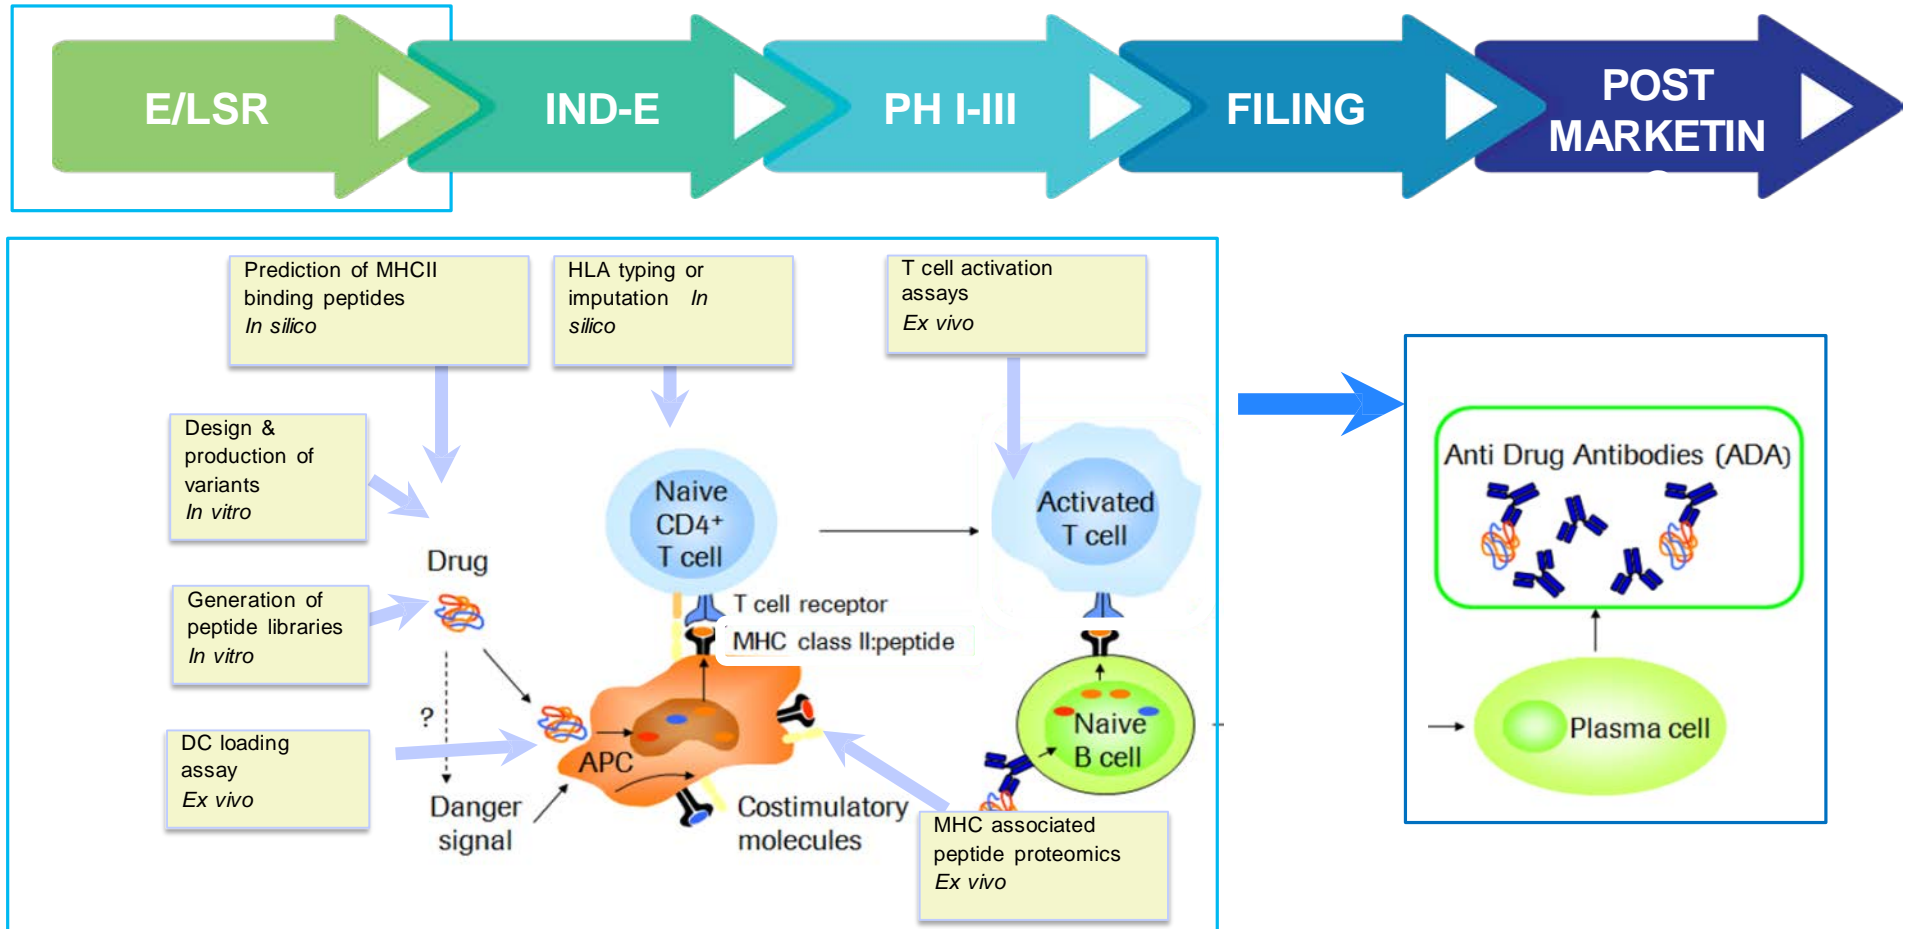 E/LSR
IND-E
PH I-III
FILING
POST
MARKETIN
Prediction of MHCII
binding peptides
In silico
HLA typing or
imputation In
silico
T cell activation
assays
Ex vivo
Design &
production of
variants
In vitro
Generation of
peptide libraries
In vitro
DC loading
assay
Ex vivo
Drug
?
Danger
signal
Naive
CD4+
T cell
T cell receptor
MHC class II:peptide
APC
Costimulatory
molecules
Activated
T cell
Naive
B cell
MHC associated
peptide proteomics
Ex vivo
Anti Drug Antibodies (ADA)
Plasma cell